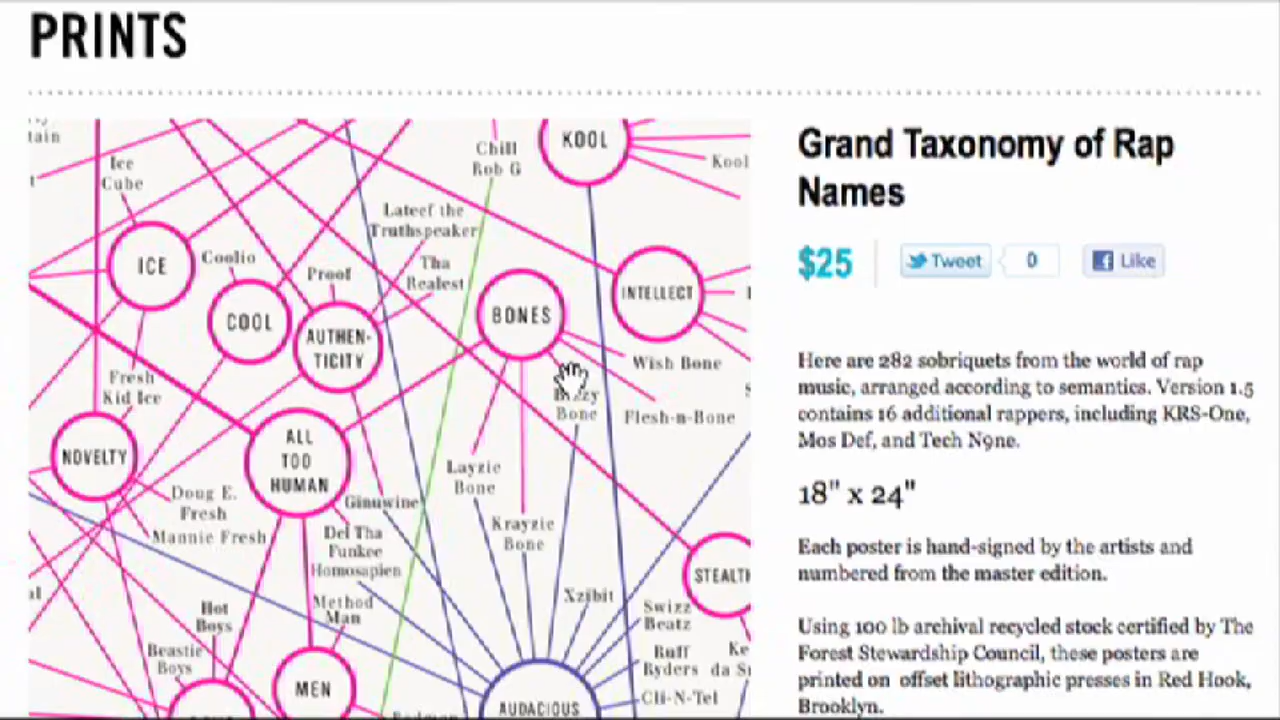 PRINTS
tain
Ice
Cube
ICE
Coolio
COOL
Proof
AUTHEN-
TICITY
Lateef the
Truthspeaker
Tha
Realest
Chill
Rob G
KOOL
Kool
BONES
INTELLECT
Wish Bone
Flesh-n-Bone
Bone
Fresh
Kid Ice
NOVELTY
ALL
TOO
HUMAN
Layzie
Bone
Krayzie
Bone
Doug E.
Fresh
Mannie Fresh
Ginuwine
Del Tha
Funkee
Homosapien
Method
Man
Hot
Boys
Beastie
Boys
MEN
Xzibit
Swizz
Beatz
Ruff
Ryders
Cli-N-Tel
AUDACIOUS
STEALTH
Ke
da S
Grand Taxonomy of Rap
Names
$25
Tweet
0
Like
Here are 282 sobriquets from the world of rap
music, arranged according to semantics. Version 1.5
contains 16 additional rappers, including KRS-One,
Mos Def, and Tech N9ne.
18" x 24"
Each poster is hand-signed by the artists and
numbered from the master edition.
Using 100 lb archival recycled stock certified by The
Forest Stewardship Council, these posters are
printed on offset lithographic presses in Red Hook,
Brooklyn.